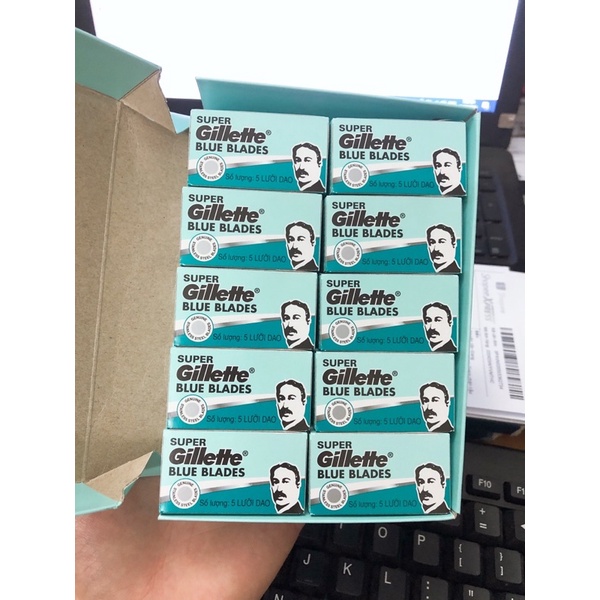 SUPER
Gillette®
BLUE BLADES
Số lượng: 5 LƯỠI DAO
SUPER
Gillette®
BLUE BLADES
Số lượng: 5 LƯỠI DAO
SUPER
Gillette®
BLUE BLADES
Số lượng: 5 LƯỠI DAO
SUPER
Gillette®
BLUE BLADES
Số lượng: 5 LƯỠI DAO
SUPER
Gillette®
BLUE BLADES
Số lượng: 5 LƯỠI DAO
SUPER
Gillette®
BLUE BLADES
Số lượng: 5 LƯỠI DAO
SUPER
Gillette®
BLUE BLADES
Số lượng: 5 LƯỠI DAO
SUPER
Gillette®
BLUE BLADES
Số lượng: 5 LƯỠI DAO
SUPER
Gillette®
BLUE BLADES
Số lượng: 5 LƯỠI DAO
SUPER
Gillette®
BLUE BLADES
Số lượng: 5 LƯỠI DAO
F10
F11
O
P
K
L